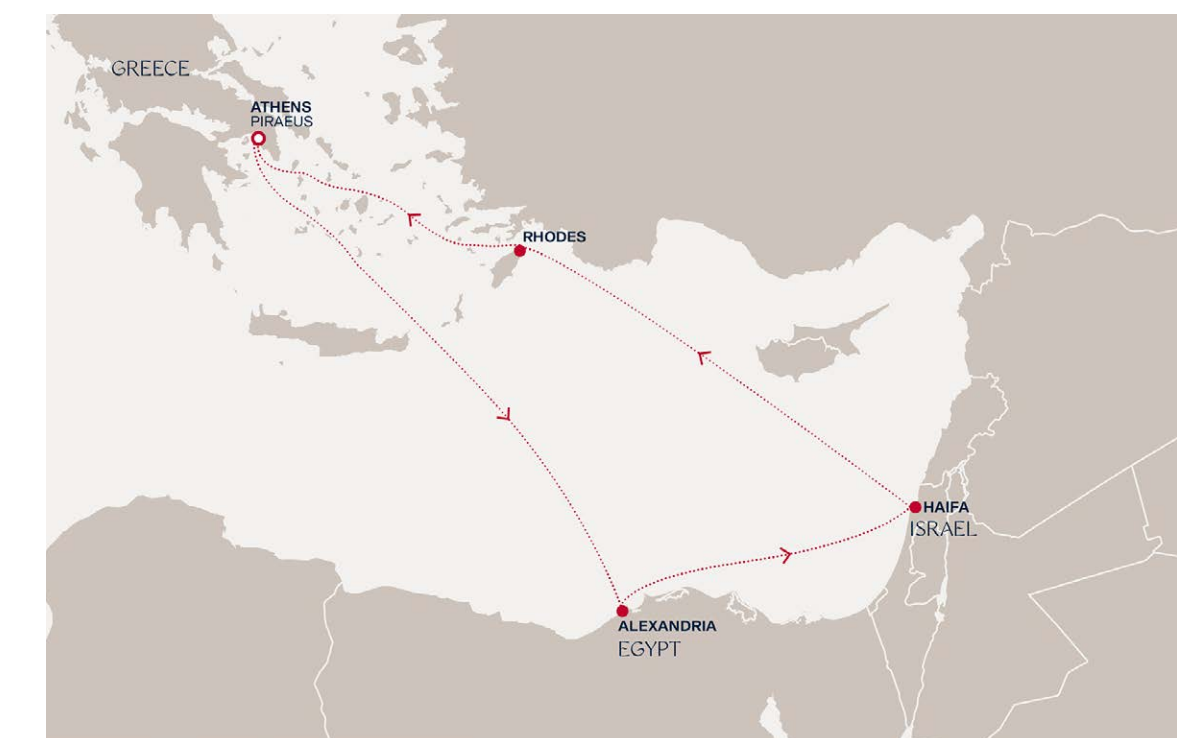 GREECE
ATHENS
PIRAEUS
RHODES
HAIFA
ISRAEL
ALEXANDRIA
EGYPT